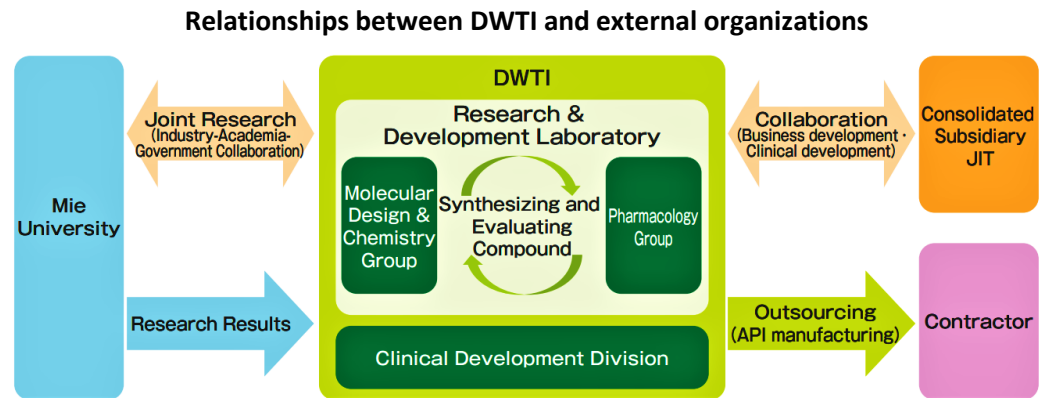 Relationships between DWTI and external organizations
Mie
University
Joint Research
(Industry-Academia-
Government Collaboration)
Research Results
DWTI
Research &
Development Laboratory
Molecular
Design &
Chemistry
Group
Synthesizing and
Evaluating
Compound
Pharmacology
Group
Clinical Development Division
Collaboration
(Business development・
Clinical development)
Outsourcing
(API manufacturing)
Consolidated
Subsidiary
JIT
Contractor